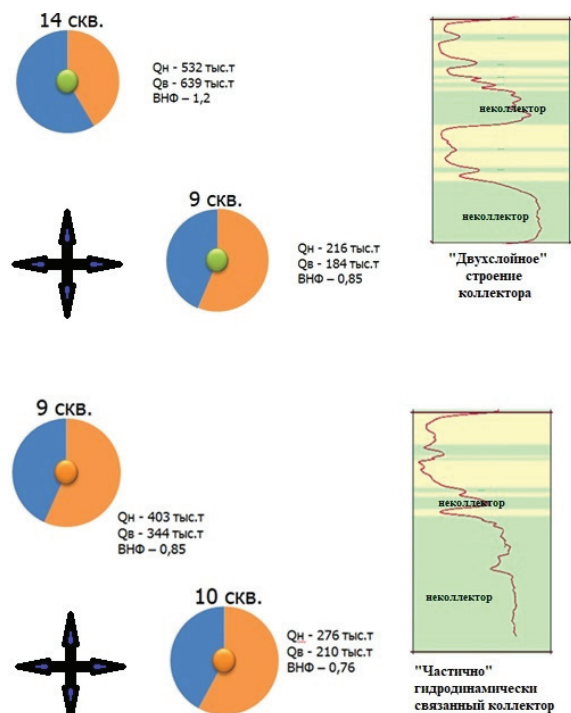 14 скв.
Qн - 532 тыс.т
Qв - 639 тыс.т
ВНФ – 1,2
неколлектор
неколлектор
"Двухслойное"
строение
коллектора
9 скв.
Qн - 216 тыс.т
Qв - 184 тыс.т
ВНФ – 0,85
9 скв.
Qн - 403 тыс.т
Qв - 344 тыс.т
ВНФ – 0,85
неколлектор
неколлектор
10 скв.
Qн - 276 тыс.т
Qв - 210 тыс.т
ВНФ – 0,76
"Частично"
гидродинамически
связанный коллектор